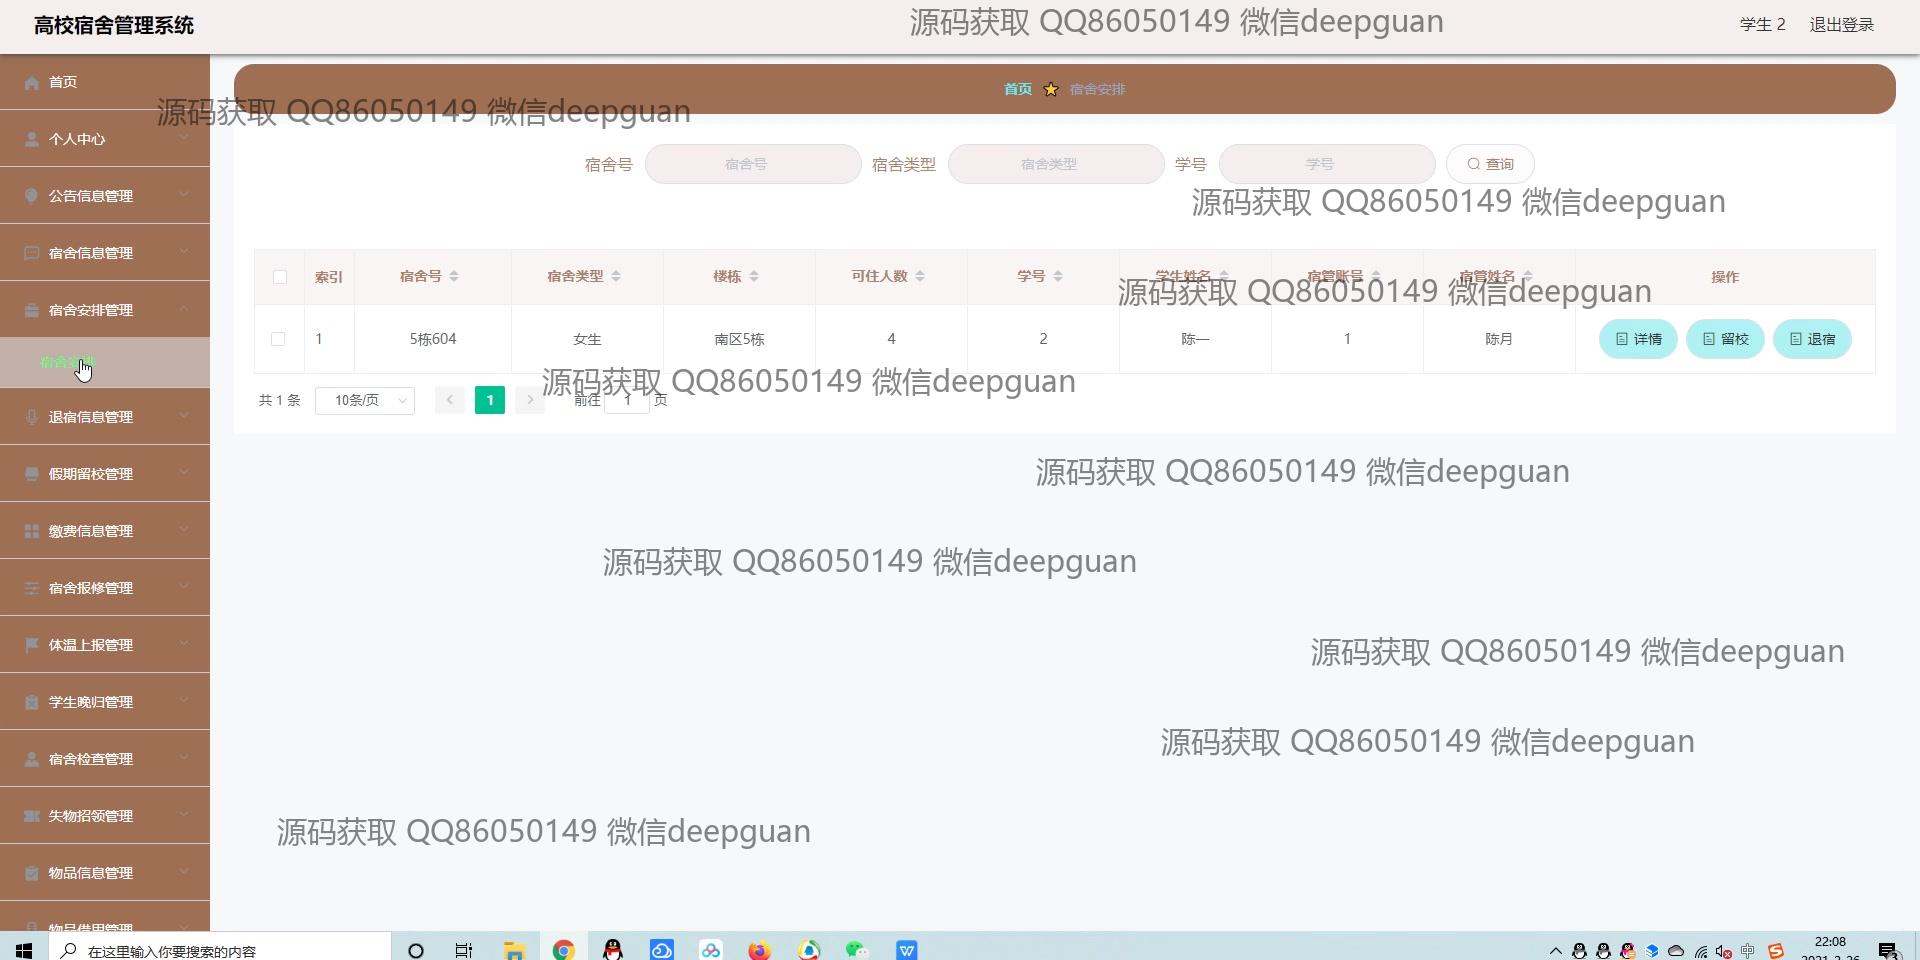 高校宿舍管理系统
源码获取 QQ86050149 微信deepguan
学生 2
退出登录
首页
个人中心
公告信息管理
宿舍信息管理
宿舍安排管理
宿舍安排
退宿信息管理
假期留校管理
缴费信息管理
宿舍报修管理
体温上报管理
学生晚归管理
宿舍检查管理
失物招领管理
物品信息管理
物品借用管理
首页 宿舍安排
源码获取 QQ86050149 微信deepguan
宿舍号 宿舍号 宿舍类型 宿舍类型 学号 学号 查询
源码获取 QQ86050149 微信deepguan
索引 宿舍号 宿舍类型 楼栋 可住人数 学号 学生姓名 宿管账号 宿管姓名 操作
源码获取 QQ86050149 微信deepguan
1 5栋604 女生 南区5栋 4 2 陈一 1 陈月 详情 留校 退宿
源码获取 QQ86050149 微信deepguan
共 1 条 10条/页 1 前往 1 页
源码获取 QQ86050149 微信deepguan
源码获取 QQ86050149 微信deepguan
源码获取 QQ86050149 微信deepguan
源码获取 QQ86050149 微信deepguan
源码获取 QQ86050149 微信deepguan
在这里输入你要搜索的内容
中
22:08
2021-2-26